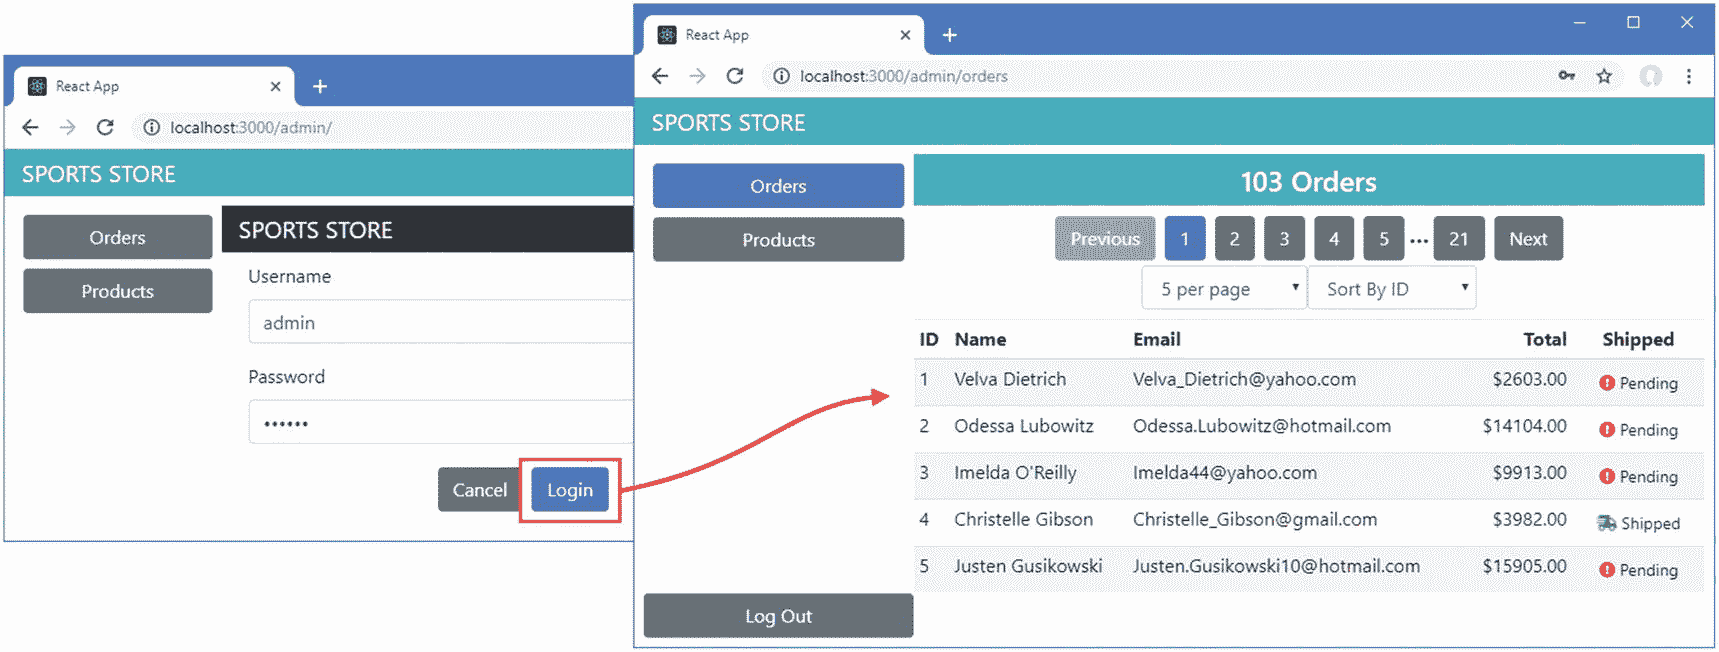 React App
localhost:3000/admin/
SPORTS STORE
Orders
Products
SPORTS STORE
Username
admin
Password
••••••
Cancel Login
React App
localhost:3000/admin/orders
SPORTS STORE
Orders
Products
Log Out
103 Orders
Previous 1 2 3 4 5 ... 21 Next
5 per page Sort By ID
ID Name Email Total Shipped
1 Velva Dietrich Velva_Dietrich@yahoo.com $2603.00 Pending
2 Odessa Lubowitz Odessa.Lubowitz@hotmail.com $14104.00 Pending
3 Imelda O'Reilly Imelda44@yahoo.com $9913.00 Pending
4 Christelle Gibson Christelle_Gibson@gmail.com $3982.00 Shipped
5 Justen Gusikowski Justen.Gusikowski10@hotmail.com $15905.00 Pending